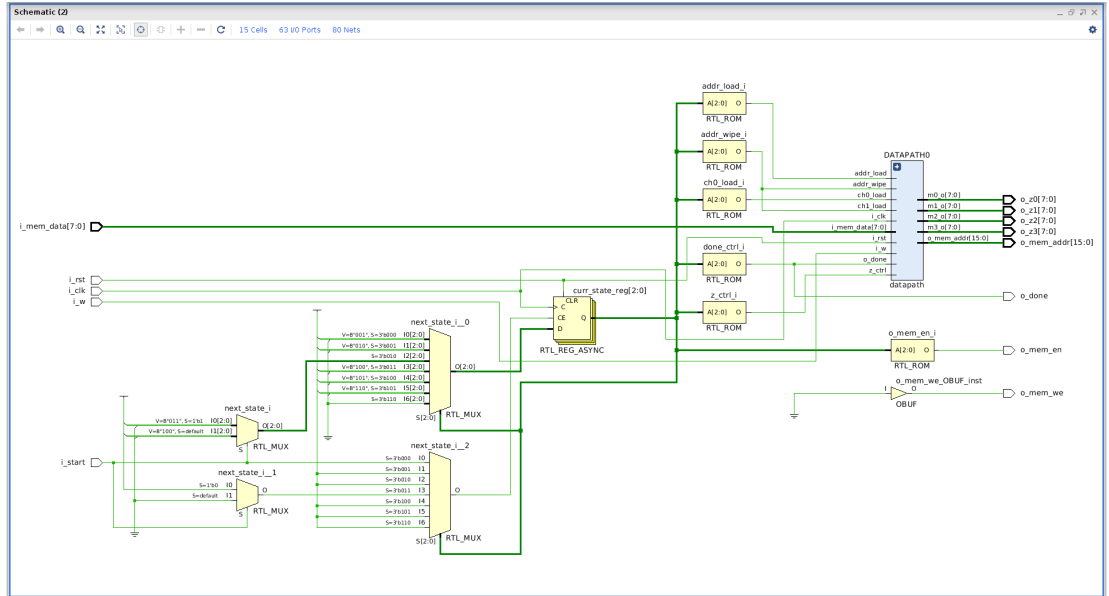 Schematic (2)
15 Cells 63 I/O Ports 80 Nets
addr_load_i
A[2:0] O
RTL_ROM
addr_wipe_i
A[2:0] O
RTL_ROM
ch0_load_i
A[2:0] O
RTL_ROM
done_ctrl_i
A[2:0] O
RTL_ROM
z_ctrl_i
A[2:0] O
RTL_ROM
DATAPATH0
+
addr_load
addr_wipe
ch0_load m0_o[7:0] o_z0[7:0]
ch1_load m1_o[7:0] o_z1[7:0]
i_clk m2_o[7:0] o_z2[7:0]
i_mem_data[7:0] m3_o[7:0] o_z3[7:0]
i_rst o_mem_addr[15:0] o_mem_addr[15:0]
i_w
o_done
z_ctrl
datapath
i_mem_data[7:0]
i_rst
i_clk
i_w
curr_state_reg[2:0]
CLR
C
CE Q
D
RTL_REG_ASYNC
o_done
o_mem_en_i
A[2:0] O
RTL_ROM
o_mem_en
o_mem_we_OBUF_inst
I O
OBUF
o_mem_we
next_state_i__0
V=B"001", S=3'b000 I0[2:0]
V=B"010", S=3'b001 I1[2:0]
S=3'b010 I2[2:0]
V=B"100", S=3'b011 I3[2:0]
V=B"101", S=3'b100 I4[2:0]
V=B"110", S=3'b101 I5[2:0]
S=3'b110 I6[2:0]
O[2:0]
S[2:0] RTL_MUX
next_state_i
V=B"011", S=1'b1 I0[2:0]
V=B"100", S=default I1[2:0]
O[2:0]
S RTL_MUX
i_start
next_state_i__1
S=1'b0 I0
S=default I1
O
S RTL_MUX
next_state_i__2
S=3'b000 I0
S=3'b001 I1
S=3'b010 I2
S=3'b011 I3
S=3'b100 I4
S=3'b101 I5
S=3'b110 I6
O
S[2:0] RTL_MUX